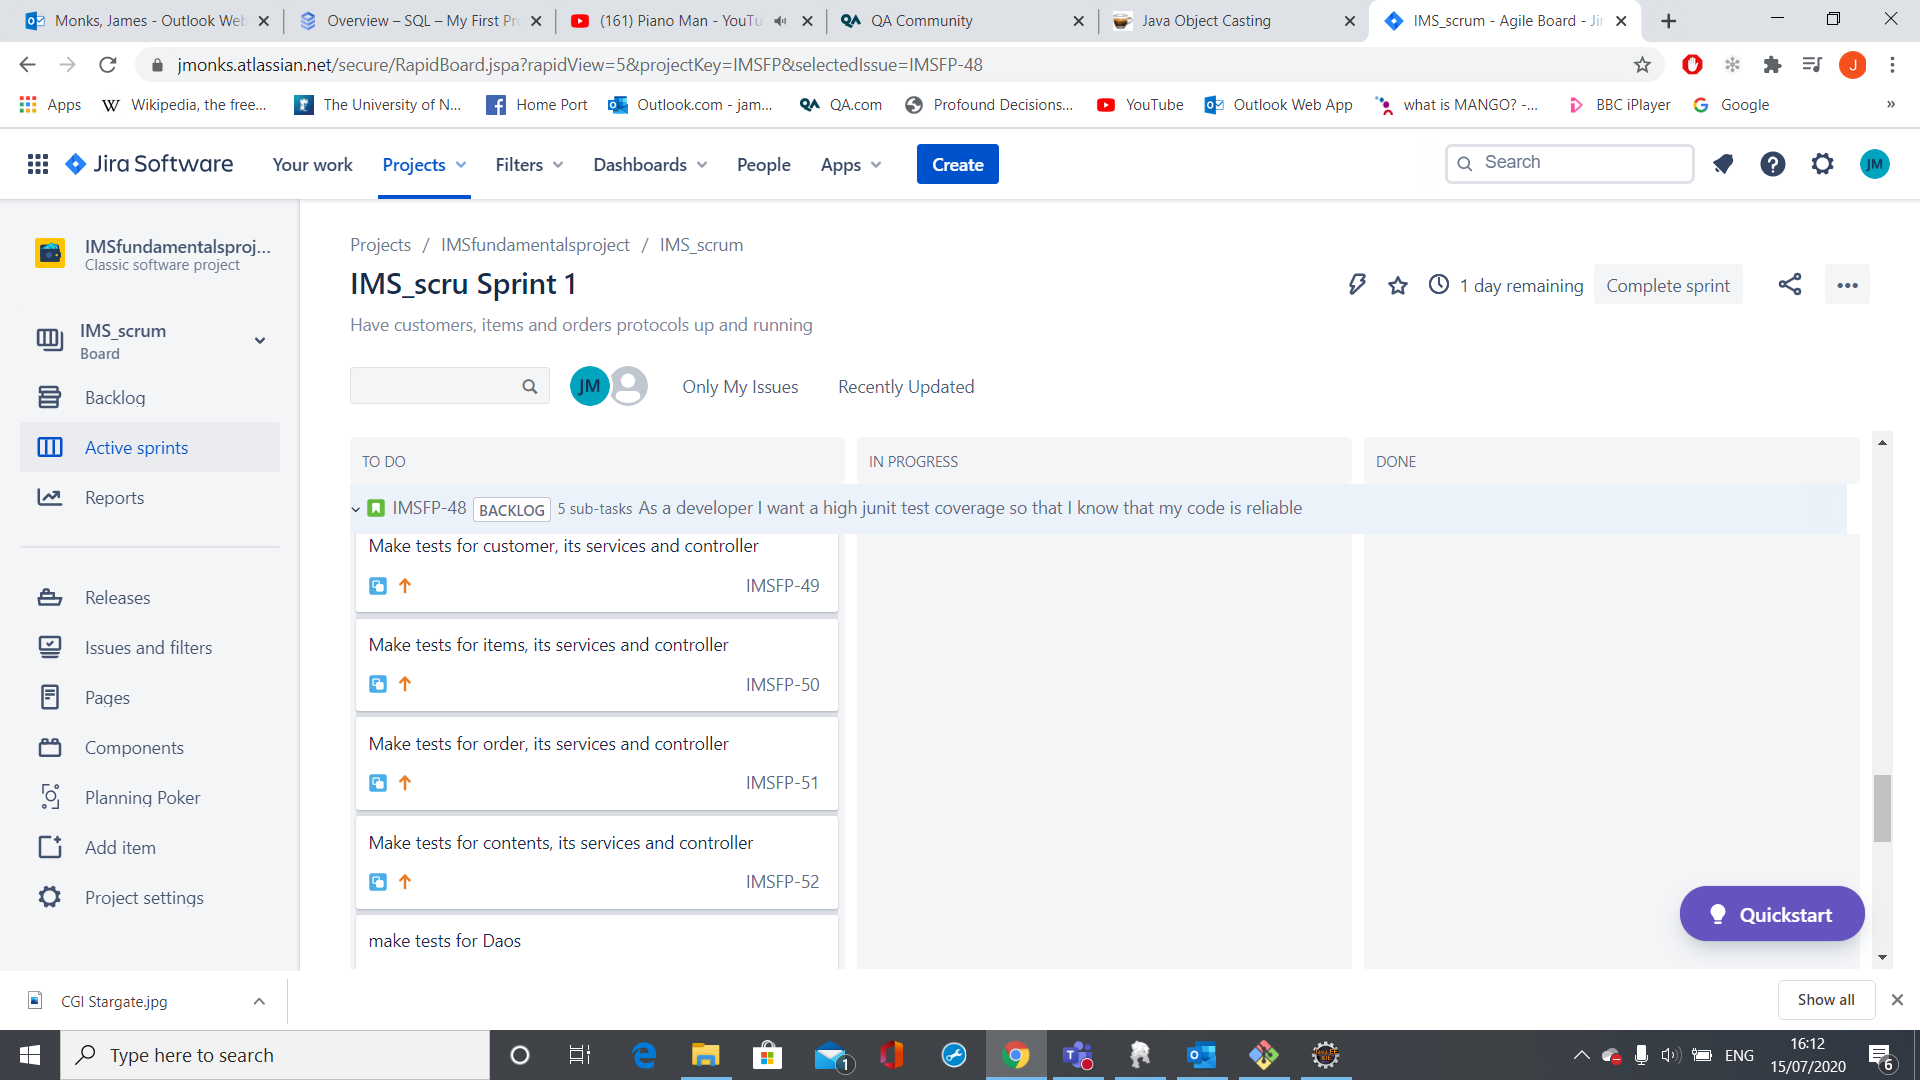 Monks, James - Outlook Web
Overview – SQL – My First Pr
(161) Piano Man - YouTu
QA Community
Java Object Casting
IMS_scrum - Agile Board - Jir
jmonks.atlassian.net/secure/RapidBoard.jspa?rapidView=5&projectKey=IMSFP&selectedIssue=IMSFP-48
J
Apps
Wikipedia, the free...
The University of N...
Home Port
Outlook.com - jam...
QA.com
Profound Decisions...
YouTube
Outlook Web App
what is MANGO? -...
BBC iPlayer
Google
»
Jira Software
Your work
Projects
Filters
Dashboards
People
Apps
Create
Search
JM
IMSfundamentalsproj...
Classic software project
IMS_scrum
Board
Backlog
Active sprints
Reports
Releases
Issues and filters
Pages
Components
Planning Poker
Add item
Project settings
Projects / IMSfundamentalsproject / IMS_scrum
IMS_scru Sprint 1
1 day remaining
Complete sprint
Have customers, items and orders protocols up and running
JM
Only My Issues
Recently Updated
TO DO
IN PROGRESS
DONE
IMSFP-48 BACKLOG 5 sub-tasks As a developer I want a high junit test coverage so that I know that my code is reliable
Make tests for customer, its services and controller
IMSFP-49
Make tests for items, its services and controller
IMSFP-50
Make tests for order, its services and controller
IMSFP-51
Make tests for contents, its services and controller
IMSFP-52
make tests for Daos
Quickstart
CGI Stargate.jpg
Show all
Type here to search
1
ENG
16:12
15/07/2020
6